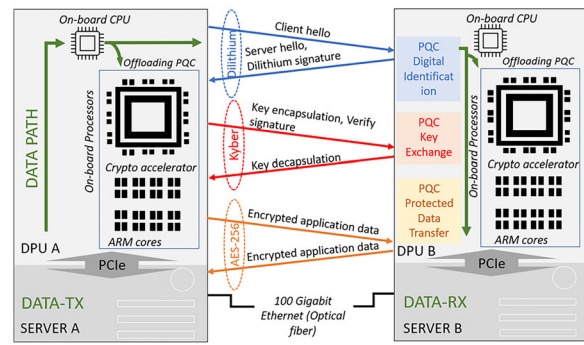 On-board CPU
Offloading PQC
DATA PATH
On-board Processors
Crypto accelerator
ARM cores
DPU A
PCIe
DATA-TX
SERVER A
Client hello
Server hello,
Dilithium signature
Dilithium
Key encapsulation, Verify
signature
Kyber
Key decapsulation
Encrypted application data
AES-256
Encrypted application data
100 Gigabit
Ethernet (Optical
fiber)
On-board CPU
PQC
Digital
Identificat
ion
Offloading PQC
PQC
Key
Exchange
On-board Processors
Crypto accelerator
PQC
Protected
Data
Transfer
ARM cores
DPU B
PCIe
DATA-RX
SERVER B